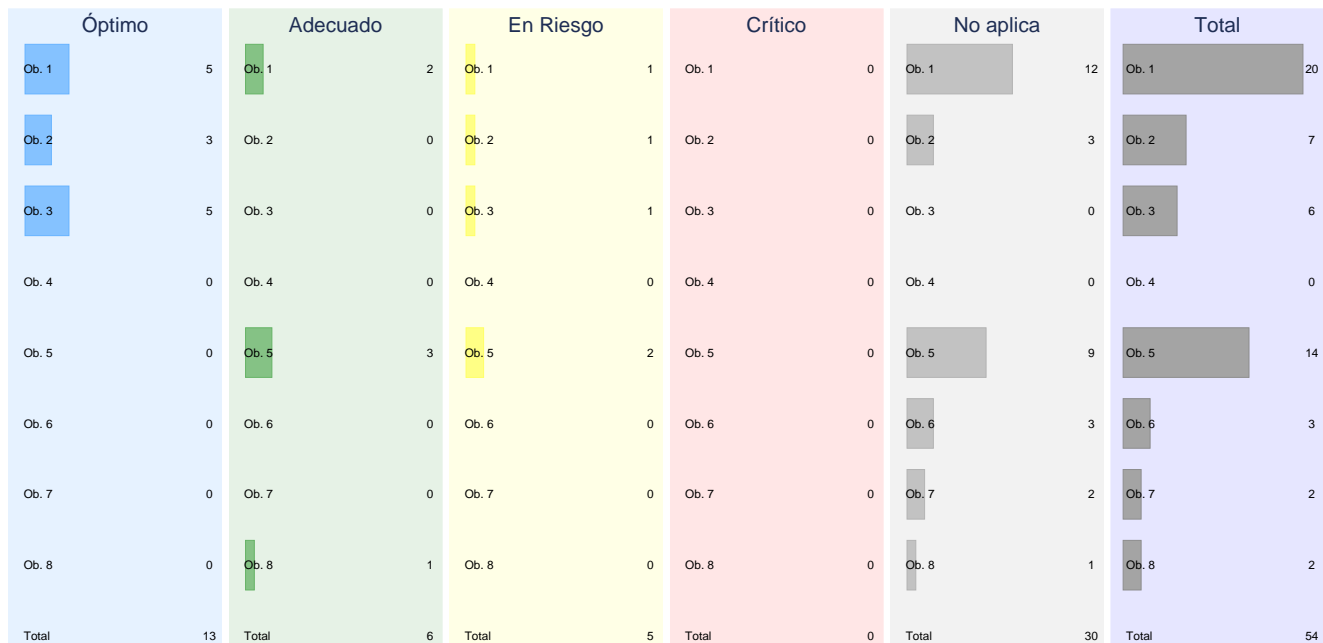 Óptimo Adecuado En Riesgo Crítico No aplica Total
Ob. 1 5 Ob. 1 2 Ob. 1 1 Ob. 1 0 Ob. 1 12 Ob. 1 20
Ob. 2 3 Ob. 2 0 Ob. 2 1 Ob. 2 0 Ob. 2 3 Ob. 2 7
Ob. 3 5 Ob. 3 0 Ob. 3 1 Ob. 3 0 Ob. 3 0 Ob. 3 6
Ob. 4 0 Ob. 4 0 Ob. 4 0 Ob. 4 0 Ob. 4 0 Ob. 4 0
Ob. 5 0 Ob. 5 3 Ob. 5 2 Ob. 5 0 Ob. 5 9 Ob. 5 14
Ob. 6 0 Ob. 6 0 Ob. 6 0 Ob. 6 0 Ob. 6 3 Ob. 6 3
Ob. 7 0 Ob. 7 0 Ob. 7 0 Ob. 7 0 Ob. 7 2 Ob. 7 2
Ob. 8 0 Ob. 8 1 Ob. 8 0 Ob. 8 0 Ob. 8 1 Ob. 8 2
Total 13 Total 6 Total 5 Total 0 Total 30 Total 54